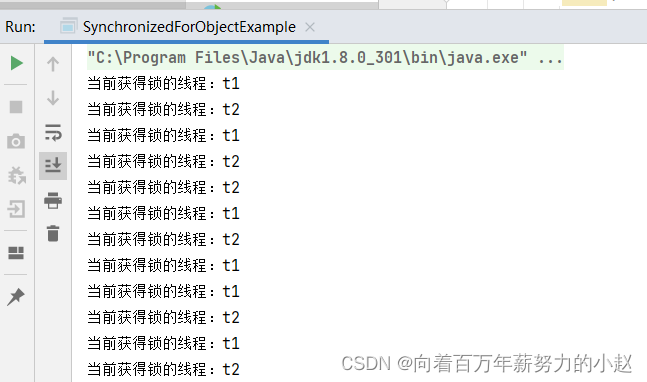 Run: SynchronizedForObjectExample
"C:\Program Files\Java\jdk1.8.0_301\bin\java.exe" ...
当前获得锁的线程：t1
当前获得锁的线程：t2
当前获得锁的线程：t1
当前获得锁的线程：t2
当前获得锁的线程：t2
当前获得锁的线程：t1
当前获得锁的线程：t2
当前获得锁的线程：t1
当前获得锁的线程：t1
当前获得锁的线程：t2
当前获得锁的线程：t1
当前获得锁的线程：t2
CSDN @向着百万年薪努力的小赵